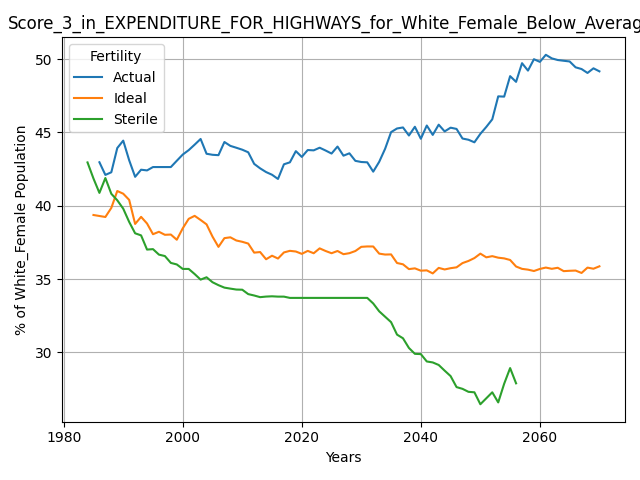 Score_3_in_EXPENDITURE_FOR_HIGHWAYS_for_White_Female_Below_Averag
Fertility
Actual
Ideal
Sterile
% of White_Female Population
50
45
40
35
30
1980
2000
2020
2040
2060
Years